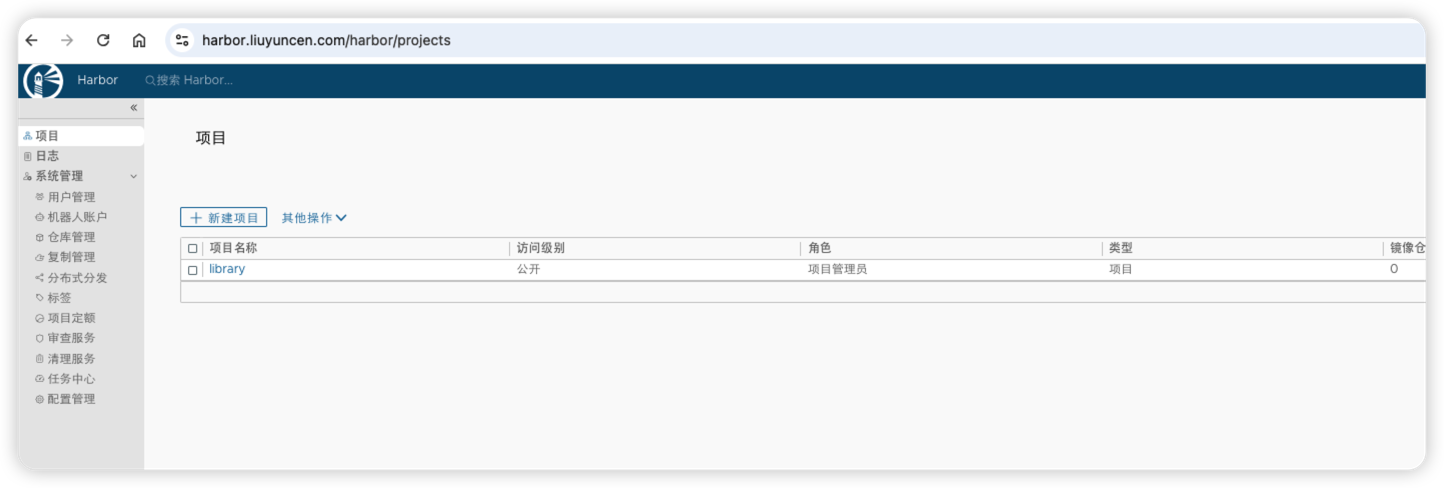 harbor.liuyuncen.com/harbor/projects
Harbor 搜索 Harbor...
«
项目
日志
系统管理
用户管理
机器人账户
仓库管理
复制管理
分布式分发
标签
项目定额
审查服务
清理服务
任务中心
配置管理
项目
新建项目 其他操作
项目名称 访问级别 角色 类型 镜像仓
library 公开 项目管理员 项目 0